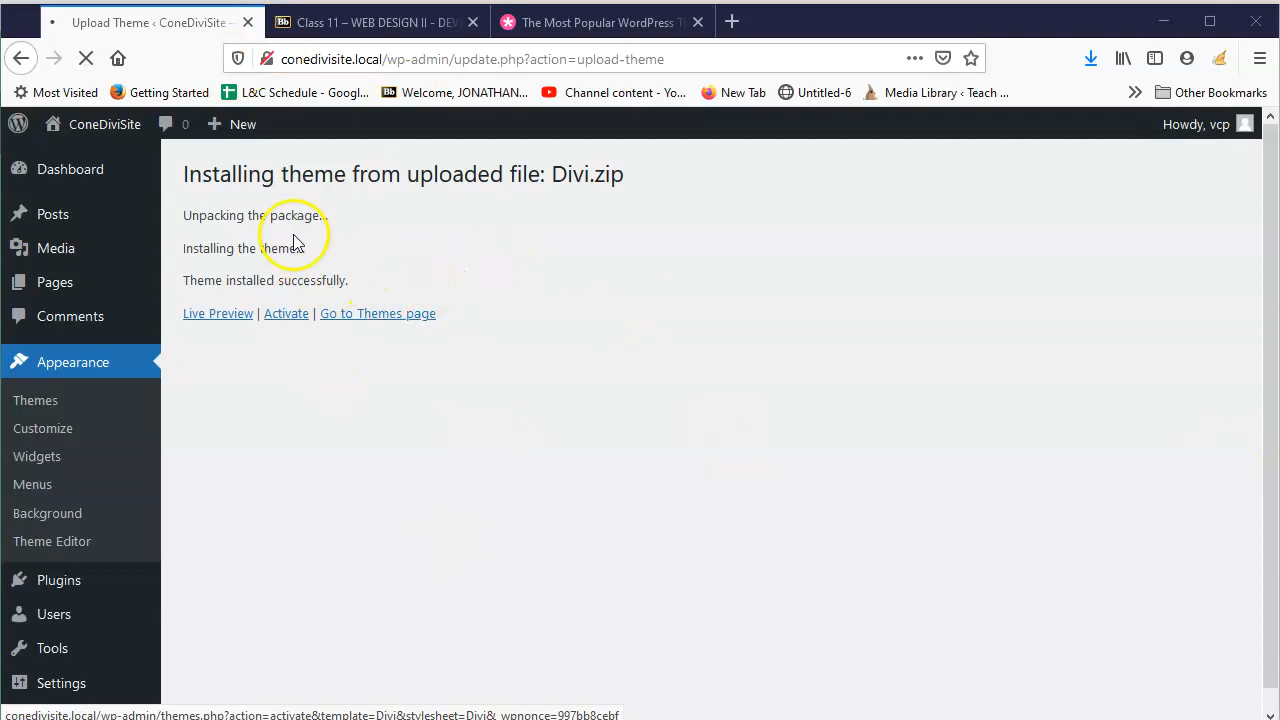 Upload Theme ‹ ConeDiviSite —
Class 11 – WEB DESIGN II - DEV
The Most Popular WordPress T
conedivisite.local/wp-admin/update.php?action=upload-theme
Most Visited
Getting Started
L&C Schedule - Googl...
Welcome, JONATHAN...
Channel content - Yo...
New Tab
Untitled-6
Media Library ‹ Teach ...
Other Bookmarks
ConeDiviSite
0
New
Howdy, vcp
Dashboard
Posts
Media
Pages
Comments
Appearance
Themes
Customize
Widgets
Menus
Background
Theme Editor
Plugins
Users
Tools
Settings
Installing theme from uploaded file: Divi.zip
Unpacking the package...
Installing the theme...
Theme installed successfully.
Live Preview | Activate | Go to Themes page
conedivisite.local/wp-admin/themes.php?action=activate&template=Divi&stylesheet=Divi&_wpnonce=997bb8cebf